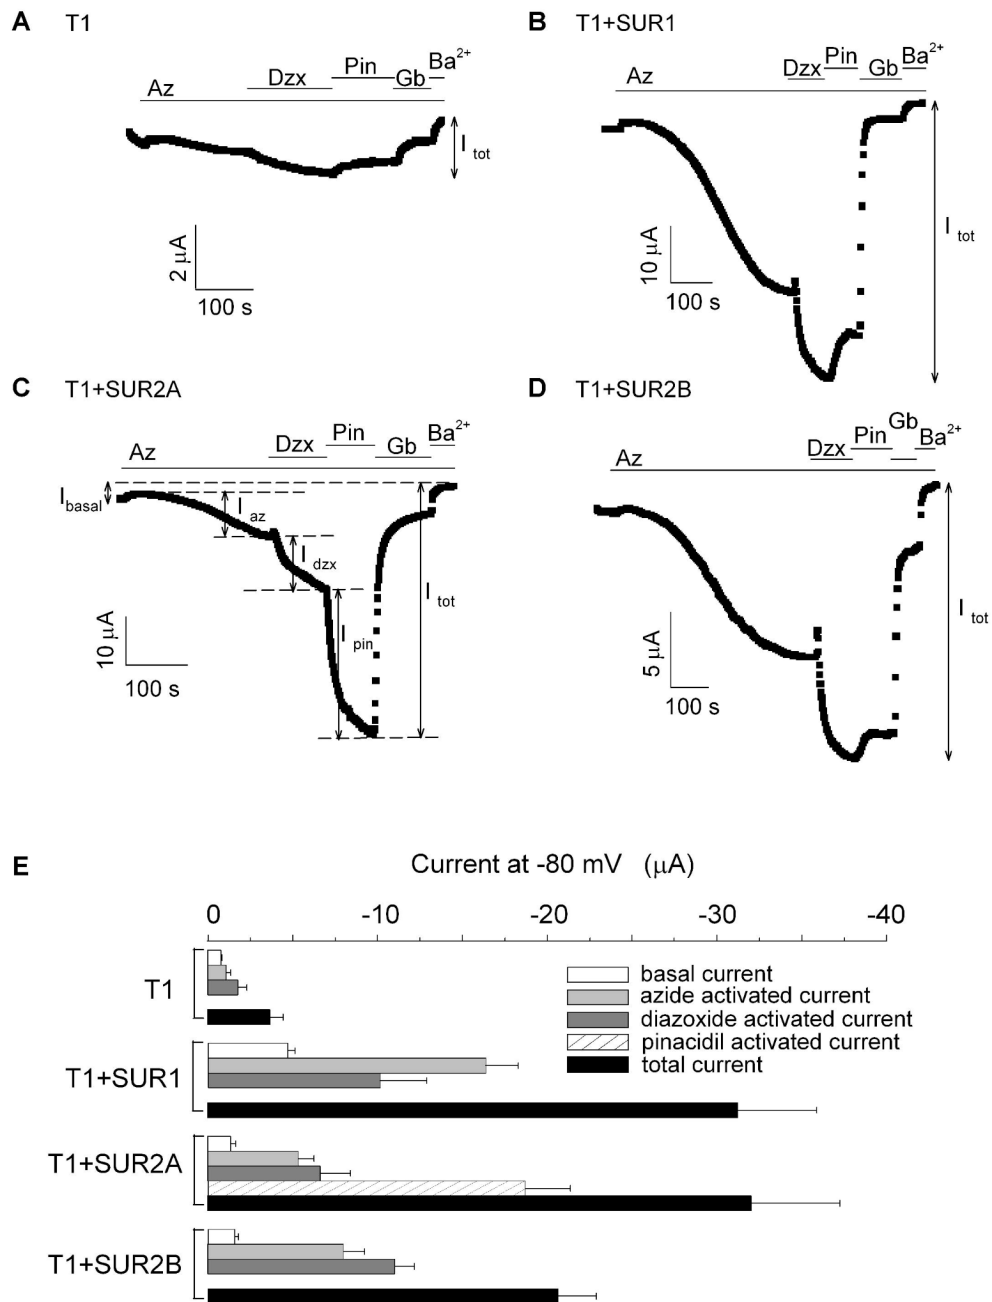 A T1
Az
Dzx
Pin
Gb
Ba2+
I tot
2 µA
100 s
B T1+SUR1
Az
Dzx
Pin
Gb
Ba2+
I tot
10 µA
100 s
C T1+SUR2A
Az
Dzx
Pin
Gb
Ba2+
I basal
I az
I dzx
I pin
I tot
10 µA
100 s
D T1+SUR2B
Az
Dzx
Pin
Gb
Ba2+
I tot
5 µA
100 s
E
Current at -80 mV (µA)
0 -10 -20 -30 -40
T1
T1+SUR1
T1+SUR2A
T1+SUR2B
basal current
azide activated current
diazoxide activated current
pinacidil activated current
total current